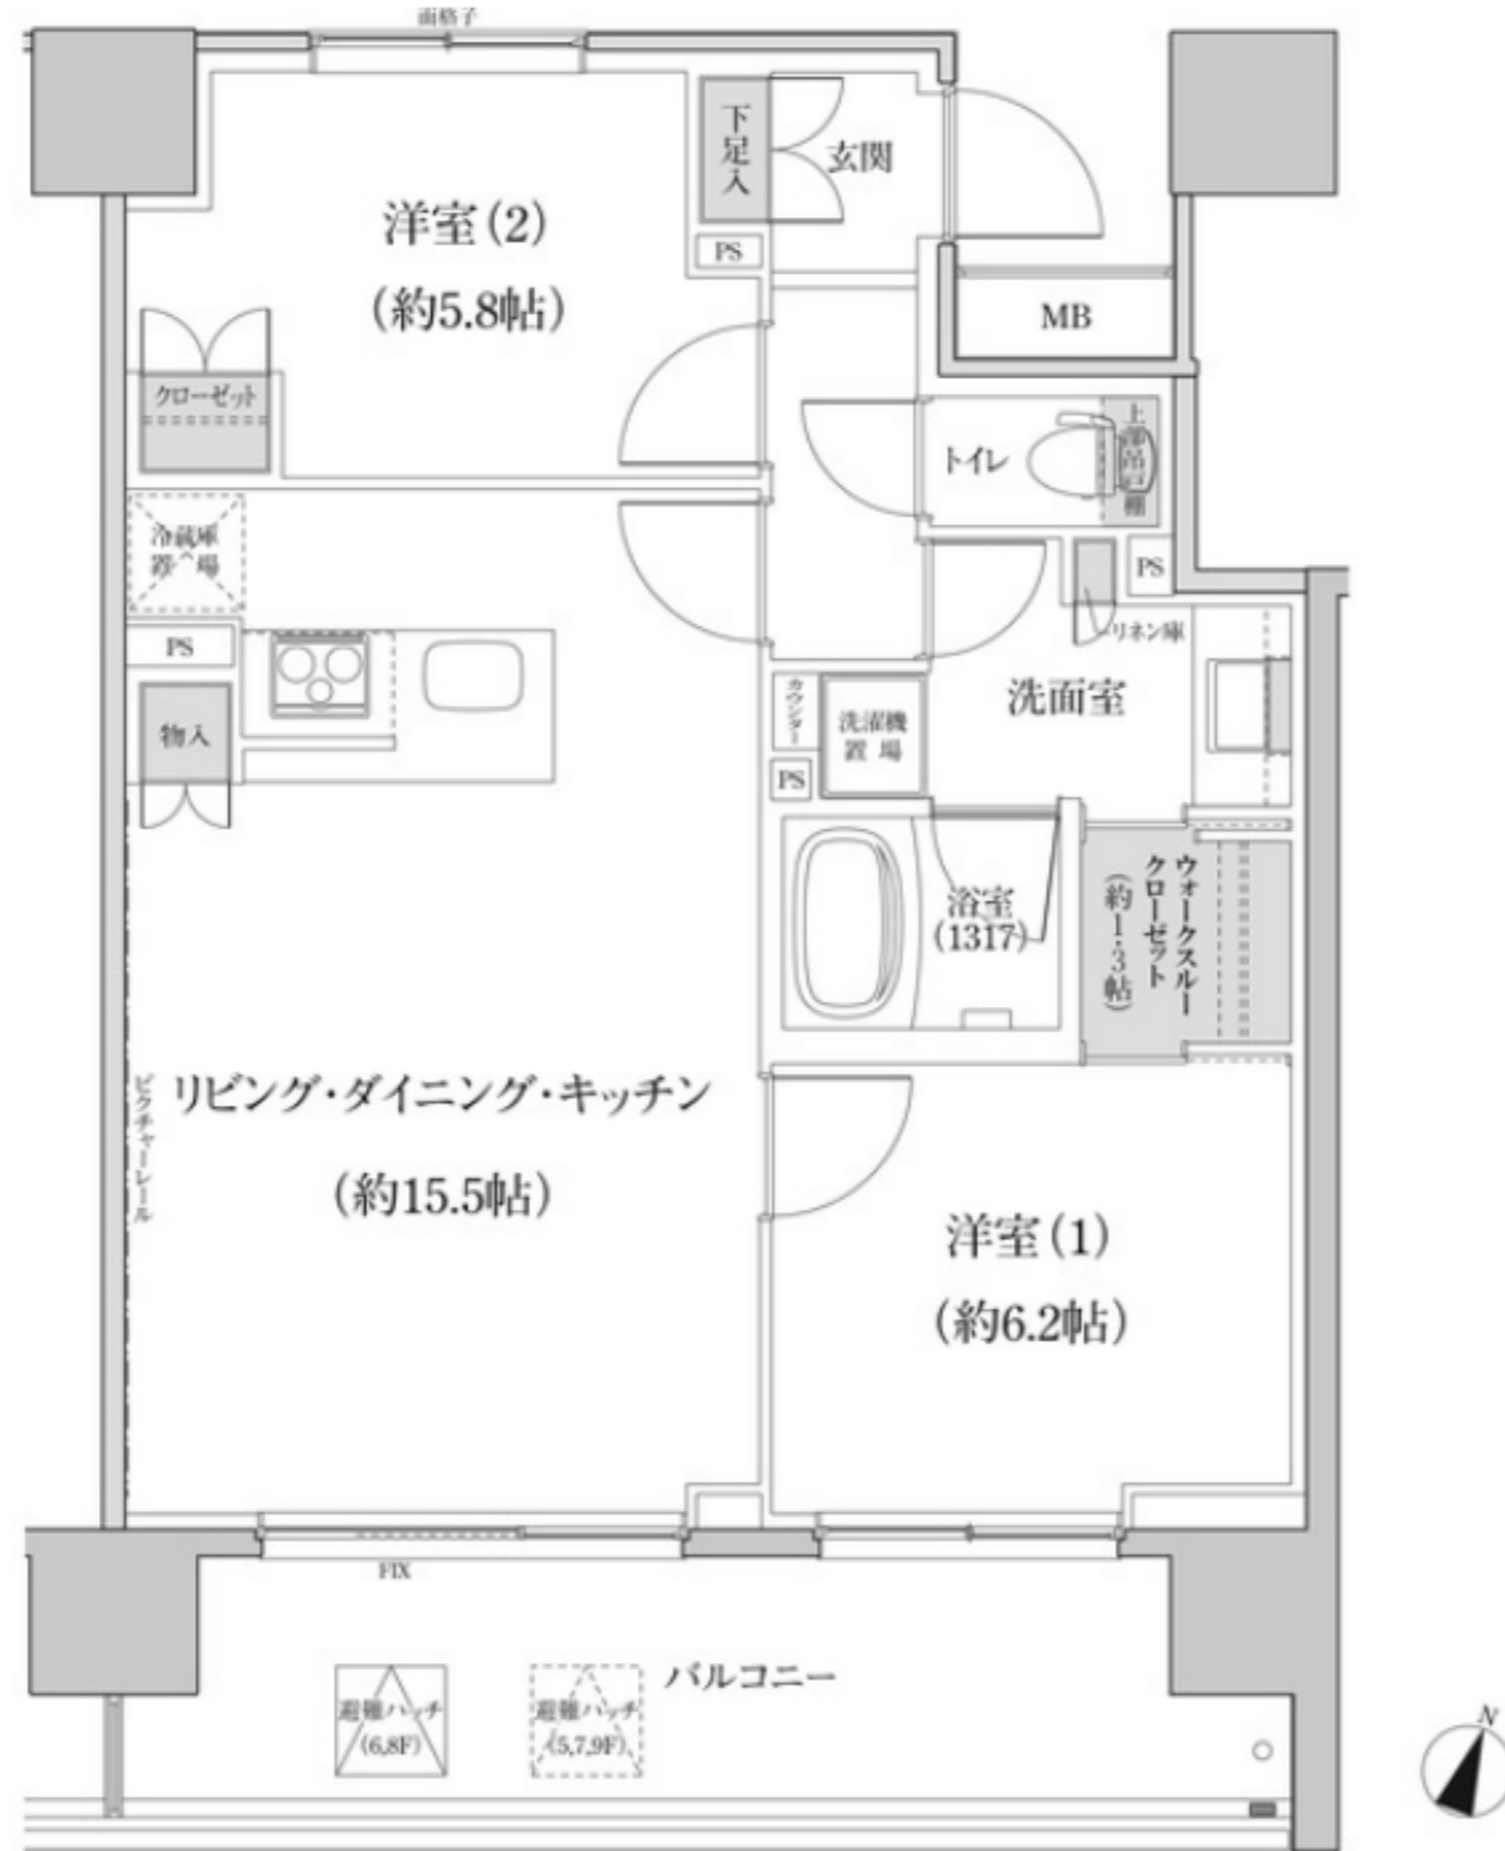 面格子
下足入
玄関
洋室(2)
(約5.8帖)
PS
MB
クローゼット
トイレ
上部吊戸棚
冷蔵庫
置場
PS
リネン庫
PS
物入
カウンター
洗濯機
置場
洗面室
PS
浴室
(1317)
ウォークスルー
クローゼット
(約1.3帖)
ピクチャーレール
リビング・ダイニング・キッチン
(約15.5帖)
洋室(1)
(約6.2帖)
FIX
バルコニー
避難ハッチ
(6,8F)
避難ハッチ
(5,7,9F)
N